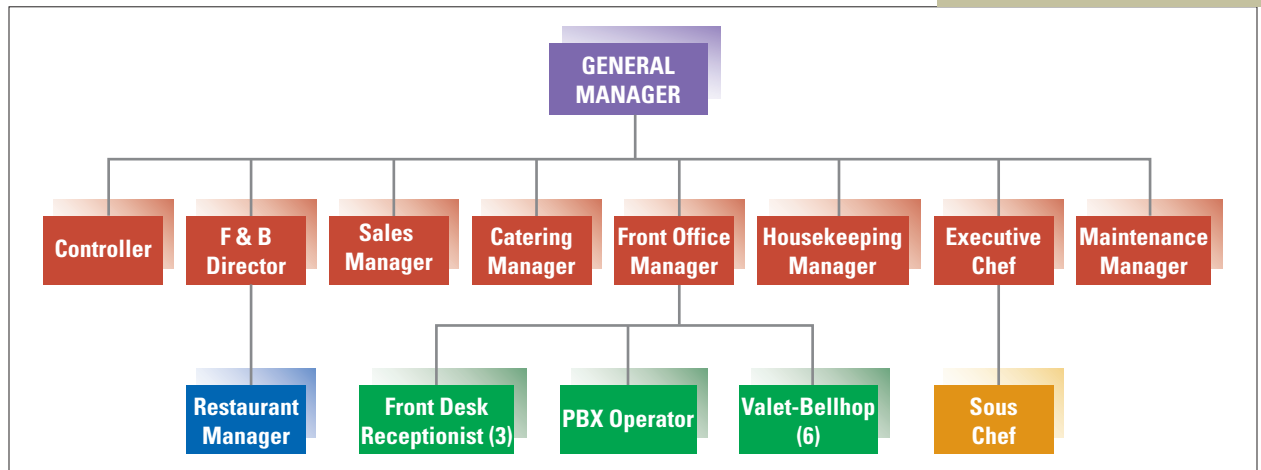 GENERAL
MANAGER
Controller
F & B
Director
Sales
Manager
Catering
Manager
Front Office
Manager
Housekeeping
Manager
Executive
Chef
Maintenance
Manager
Restaurant
Manager
Front Desk
Receptionist (3)
PBX Operator
Valet-Bellhop
(6)
Sous
Chef